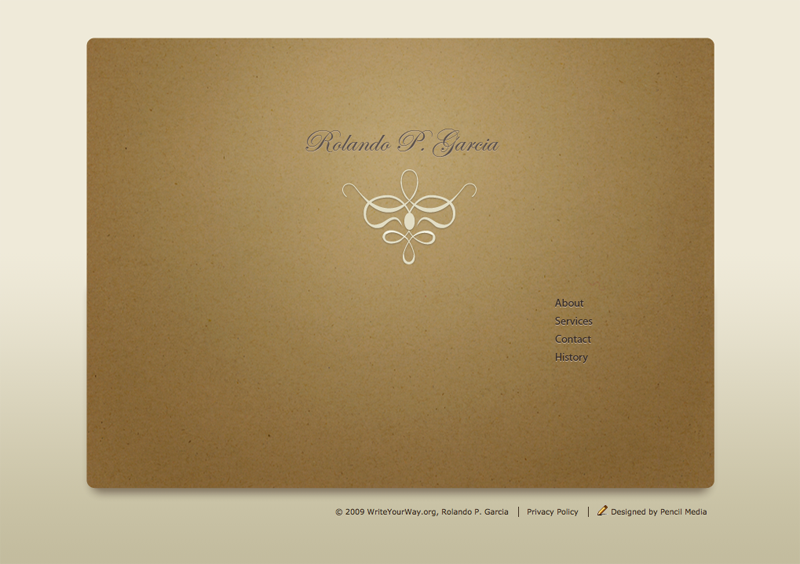 Rolando P. Garcia
About
Services
Contact
History
© 2009 WriteYourWay.org, Rolando P. Garcia | Privacy Policy | Designed by Pencil Media